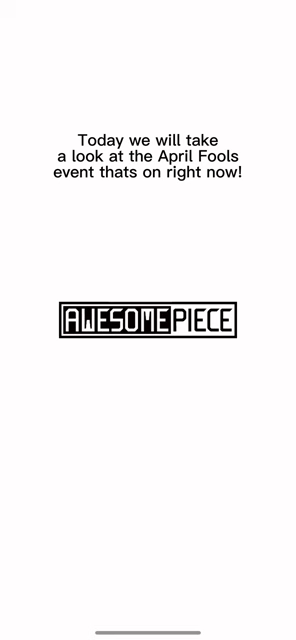 Today we will take
a look at the April Fools
event thats on right now!
AWESOMEPIECE